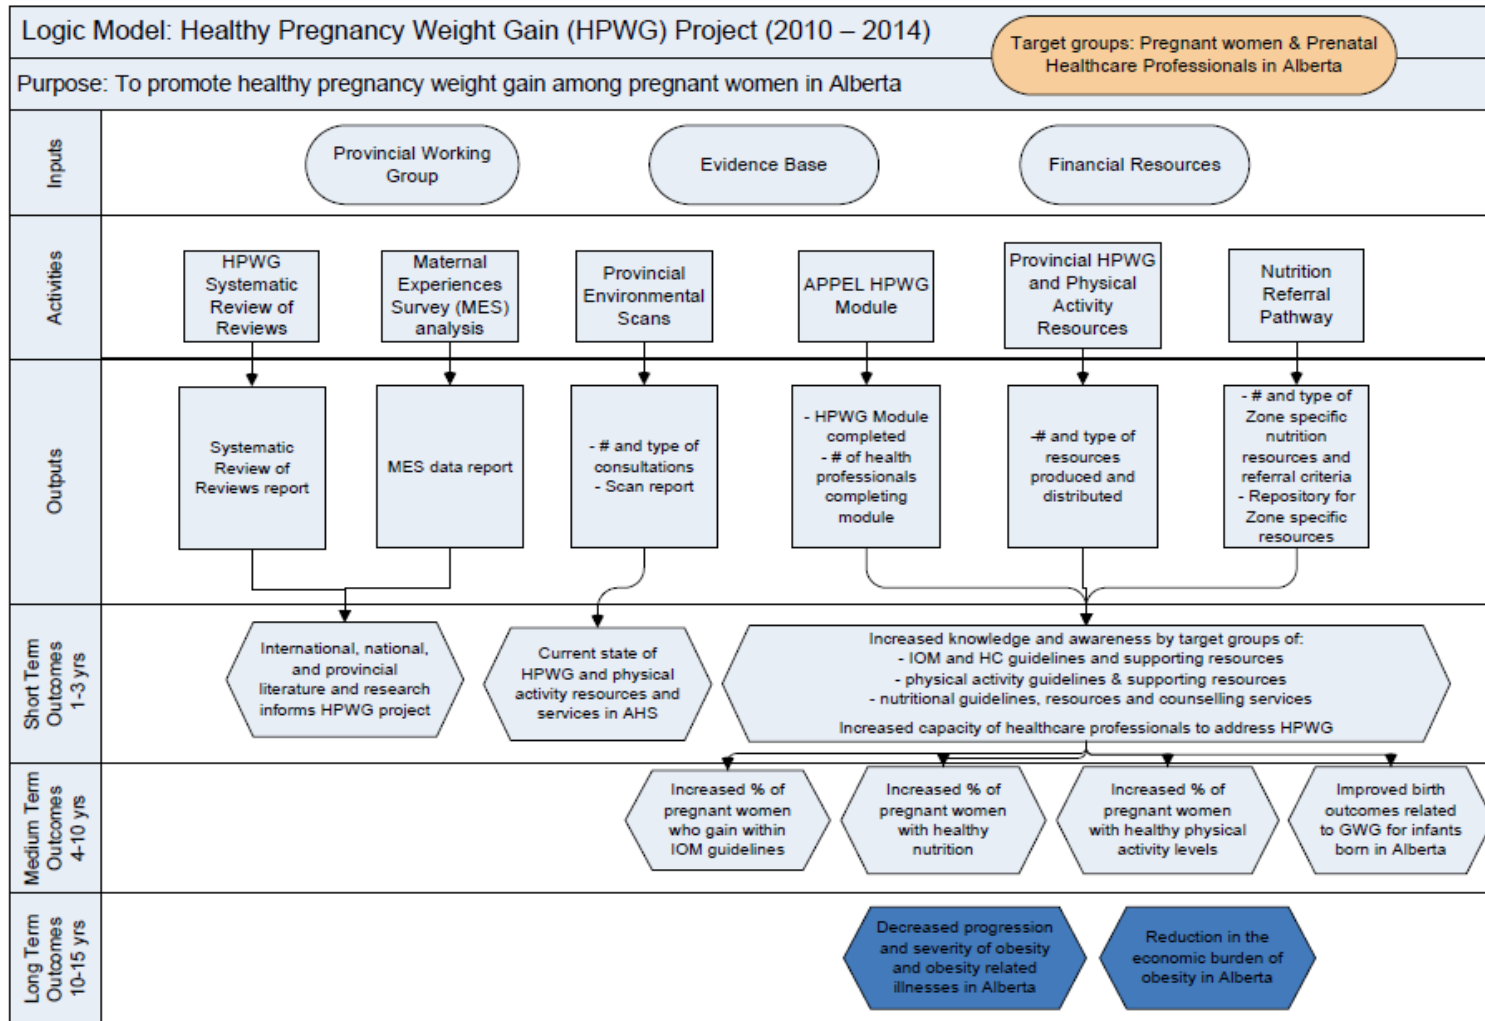 Logic Model: Healthy Pregnancy Weight Gain (HPWG) Project (2010 – 2014)
Target groups: Pregnant women & Prenatal
Healthcare Professionals in Alberta
Purpose: To promote healthy pregnancy weight gain among pregnant women in Alberta
Inputs
Provincial Working
Group
Evidence Base
Financial Resources
Activities
HPWG
Systematic
Review of
Reviews
Maternal
Experiences
Survey (MES)
analysis
Provincial
Environmental
Scans
APPEL HPWG
Module
Provincial HPWG
and Physical
Activity
Resources
Nutrition
Referral
Pathway
Outputs
Systematic
Review of
Reviews report
MES data report
- # and type of
consultations
- Scan report
- HPWG Module
completed
- # of health
professionals
completing
module
-# and type of
resources
produced and
distributed
- # and type of
Zone specific
nutrition
resources and
referral criteria
- Repository for
Zone specific
resources
Short Term
Outcomes
1-3 yrs
International, national,
and provincial
literature and research
informs HPWG project
Current state of
HPWG and physical
activity resources and
services in AHS
Increased knowledge and awareness by target groups of:
- IOM and HC guidelines and supporting resources
- physical activity guidelines & supporting resources
- nutritional guidelines, resources and counselling services
Increased capacity of healthcare professionals to address HPWG
Medium Term
Outcomes
4-10 yrs
Increased % of
pregnant women
who gain within
IOM guidelines
Increased % of
pregnant women
with healthy
nutrition
Increased % of
pregnant women
with healthy physical
activity levels
Improved birth
outcomes related
to GWG for infants
born in Alberta
Long Term
Outcomes
10-15 yrs
Decreased progression
and severity of obesity
and obesity related
illnesses in Alberta
Reduction in the
economic burden of
obesity in Alberta